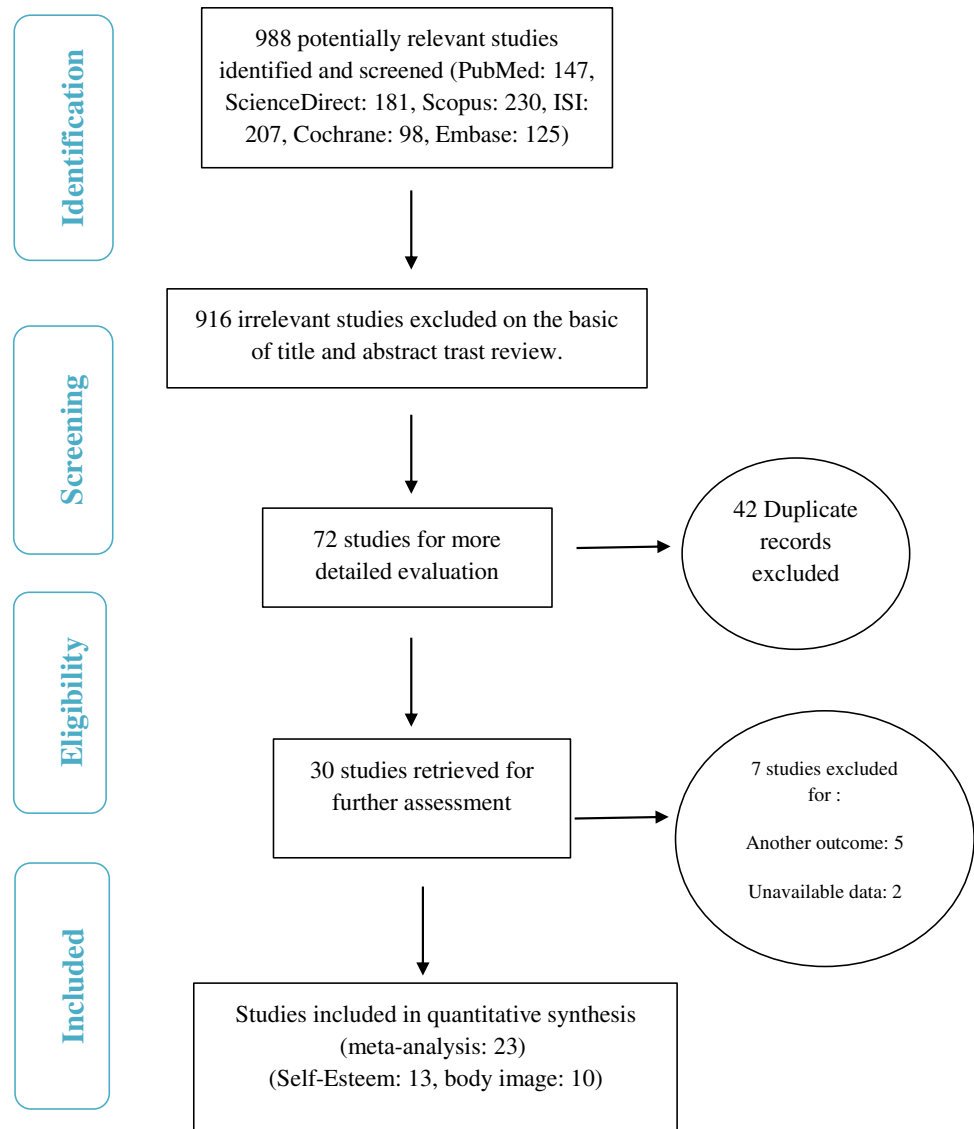 Identification
988 potentially relevant studies
identified and screened (PubMed: 147,
ScienceDirect: 181, Scopus: 230, ISI:
207, Cochrane: 98, Embase: 125)
916 irrelevant studies excluded on the basic
of title and abstract trast review.
Screening
72 studies for more
detailed evaluation
42 Duplicate
records
excluded
Eligibility
30 studies retrieved for
further assessment
7 studies excluded
for :
Another outcome: 5
Unavailable data: 2
Included
Studies included in quantitative synthesis
(meta-analysis: 23)
(Self-Esteem: 13, body image: 10)